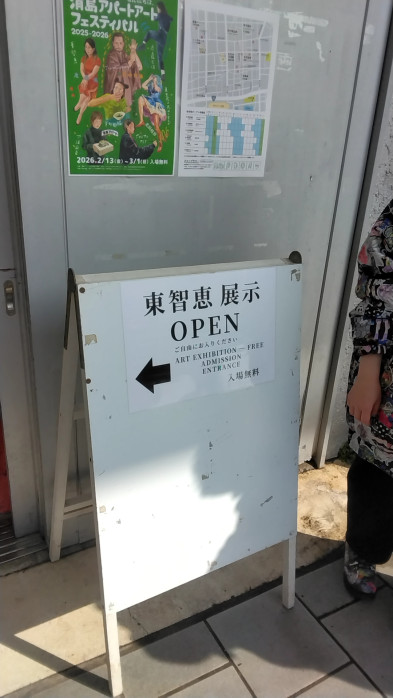 清島アパートアート
フェスティバル
2025-2026
2026.2/13(金)~3/1(日)入場無料
東智恵 展示
OPEN
ご自由にお入りください
ART EXHIBITION — FREE
ADMISSION
ENTRANCE
入場無料